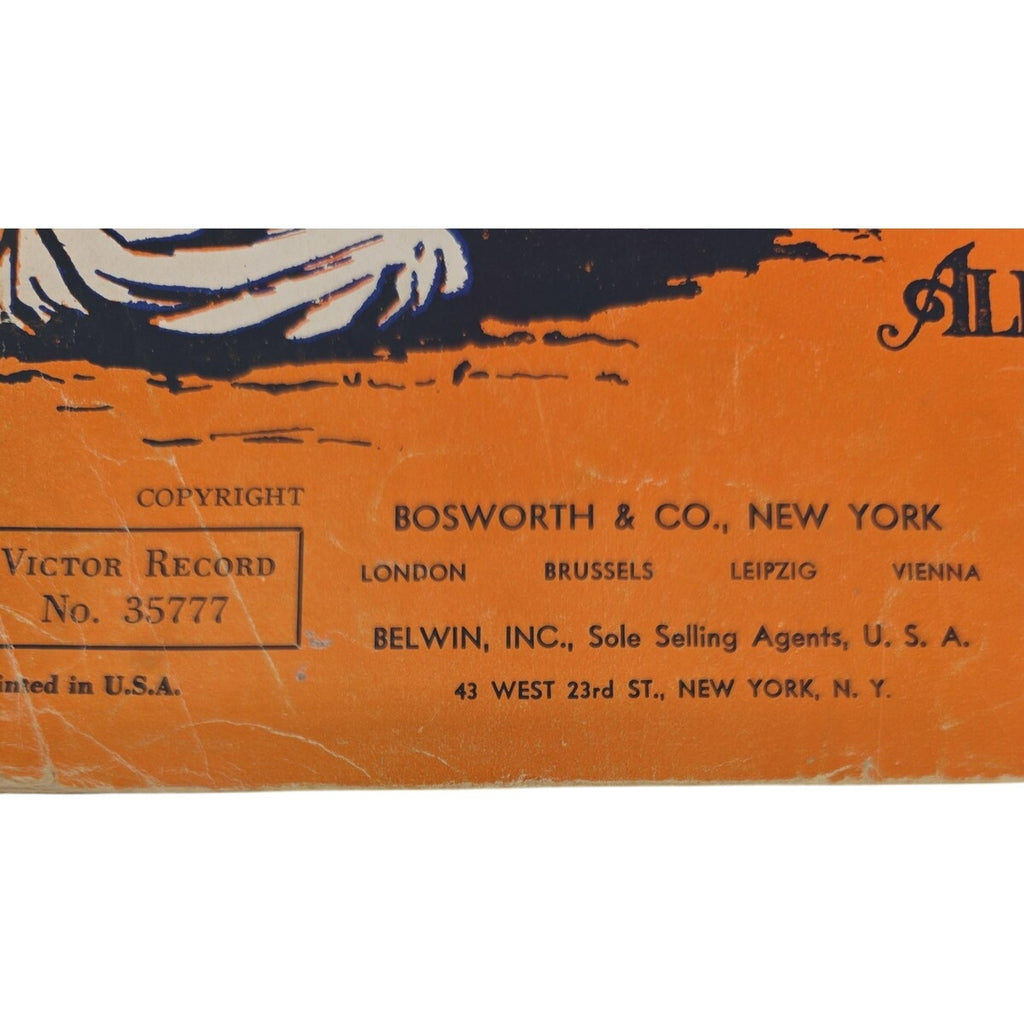 COPYRIGHT
VICTOR RECORD
No. 35777
in U.S.A.
BOSWORTH & CO., NEW YORK
LONDON BRUSSELS LEIPZIG VIENNA
BELWIN, INC., Sole Selling Agents, U. S. A.
43 WEST 23rd ST., NEW YORK, N. Y.